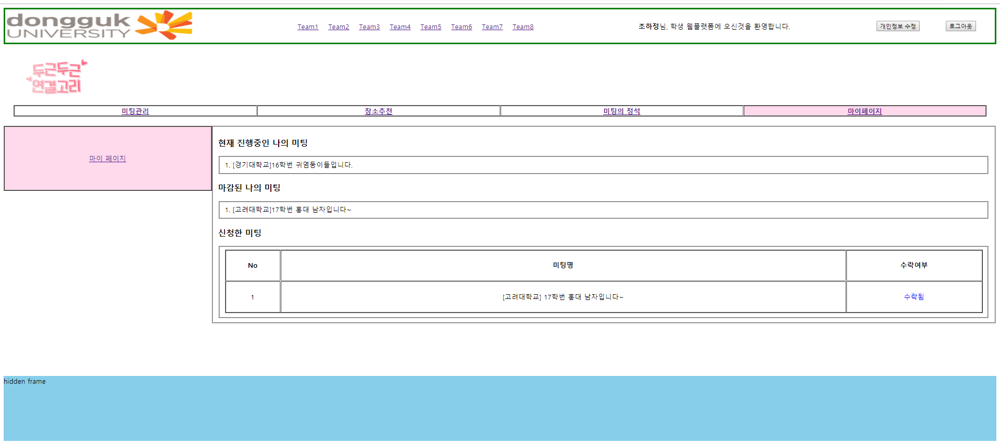 dongguk
UNIVERSITY
Team1 Team2 Team3 Team4 Team5 Team6 Team7 Team8
조하정님, 학생 웹플랫폼에 오신것을 환영합니다.
개인정보 수정
로그아웃
두근두근
연결고리
미팅관리 장소추천 미팅의 정석 마이페이지
마이 페이지
현재 진행중인 나의 미팅
1. [경기대학교]16학번 귀염둥이들입니다.
마감된 나의 미팅
1. [고려대학교]17학번 홍대 남자입니다~
신청한 미팅
No 미팅명 수락여부
1 [고려대학교] 17학번 홍대 남자입니다~ 수락됨
hidden frame